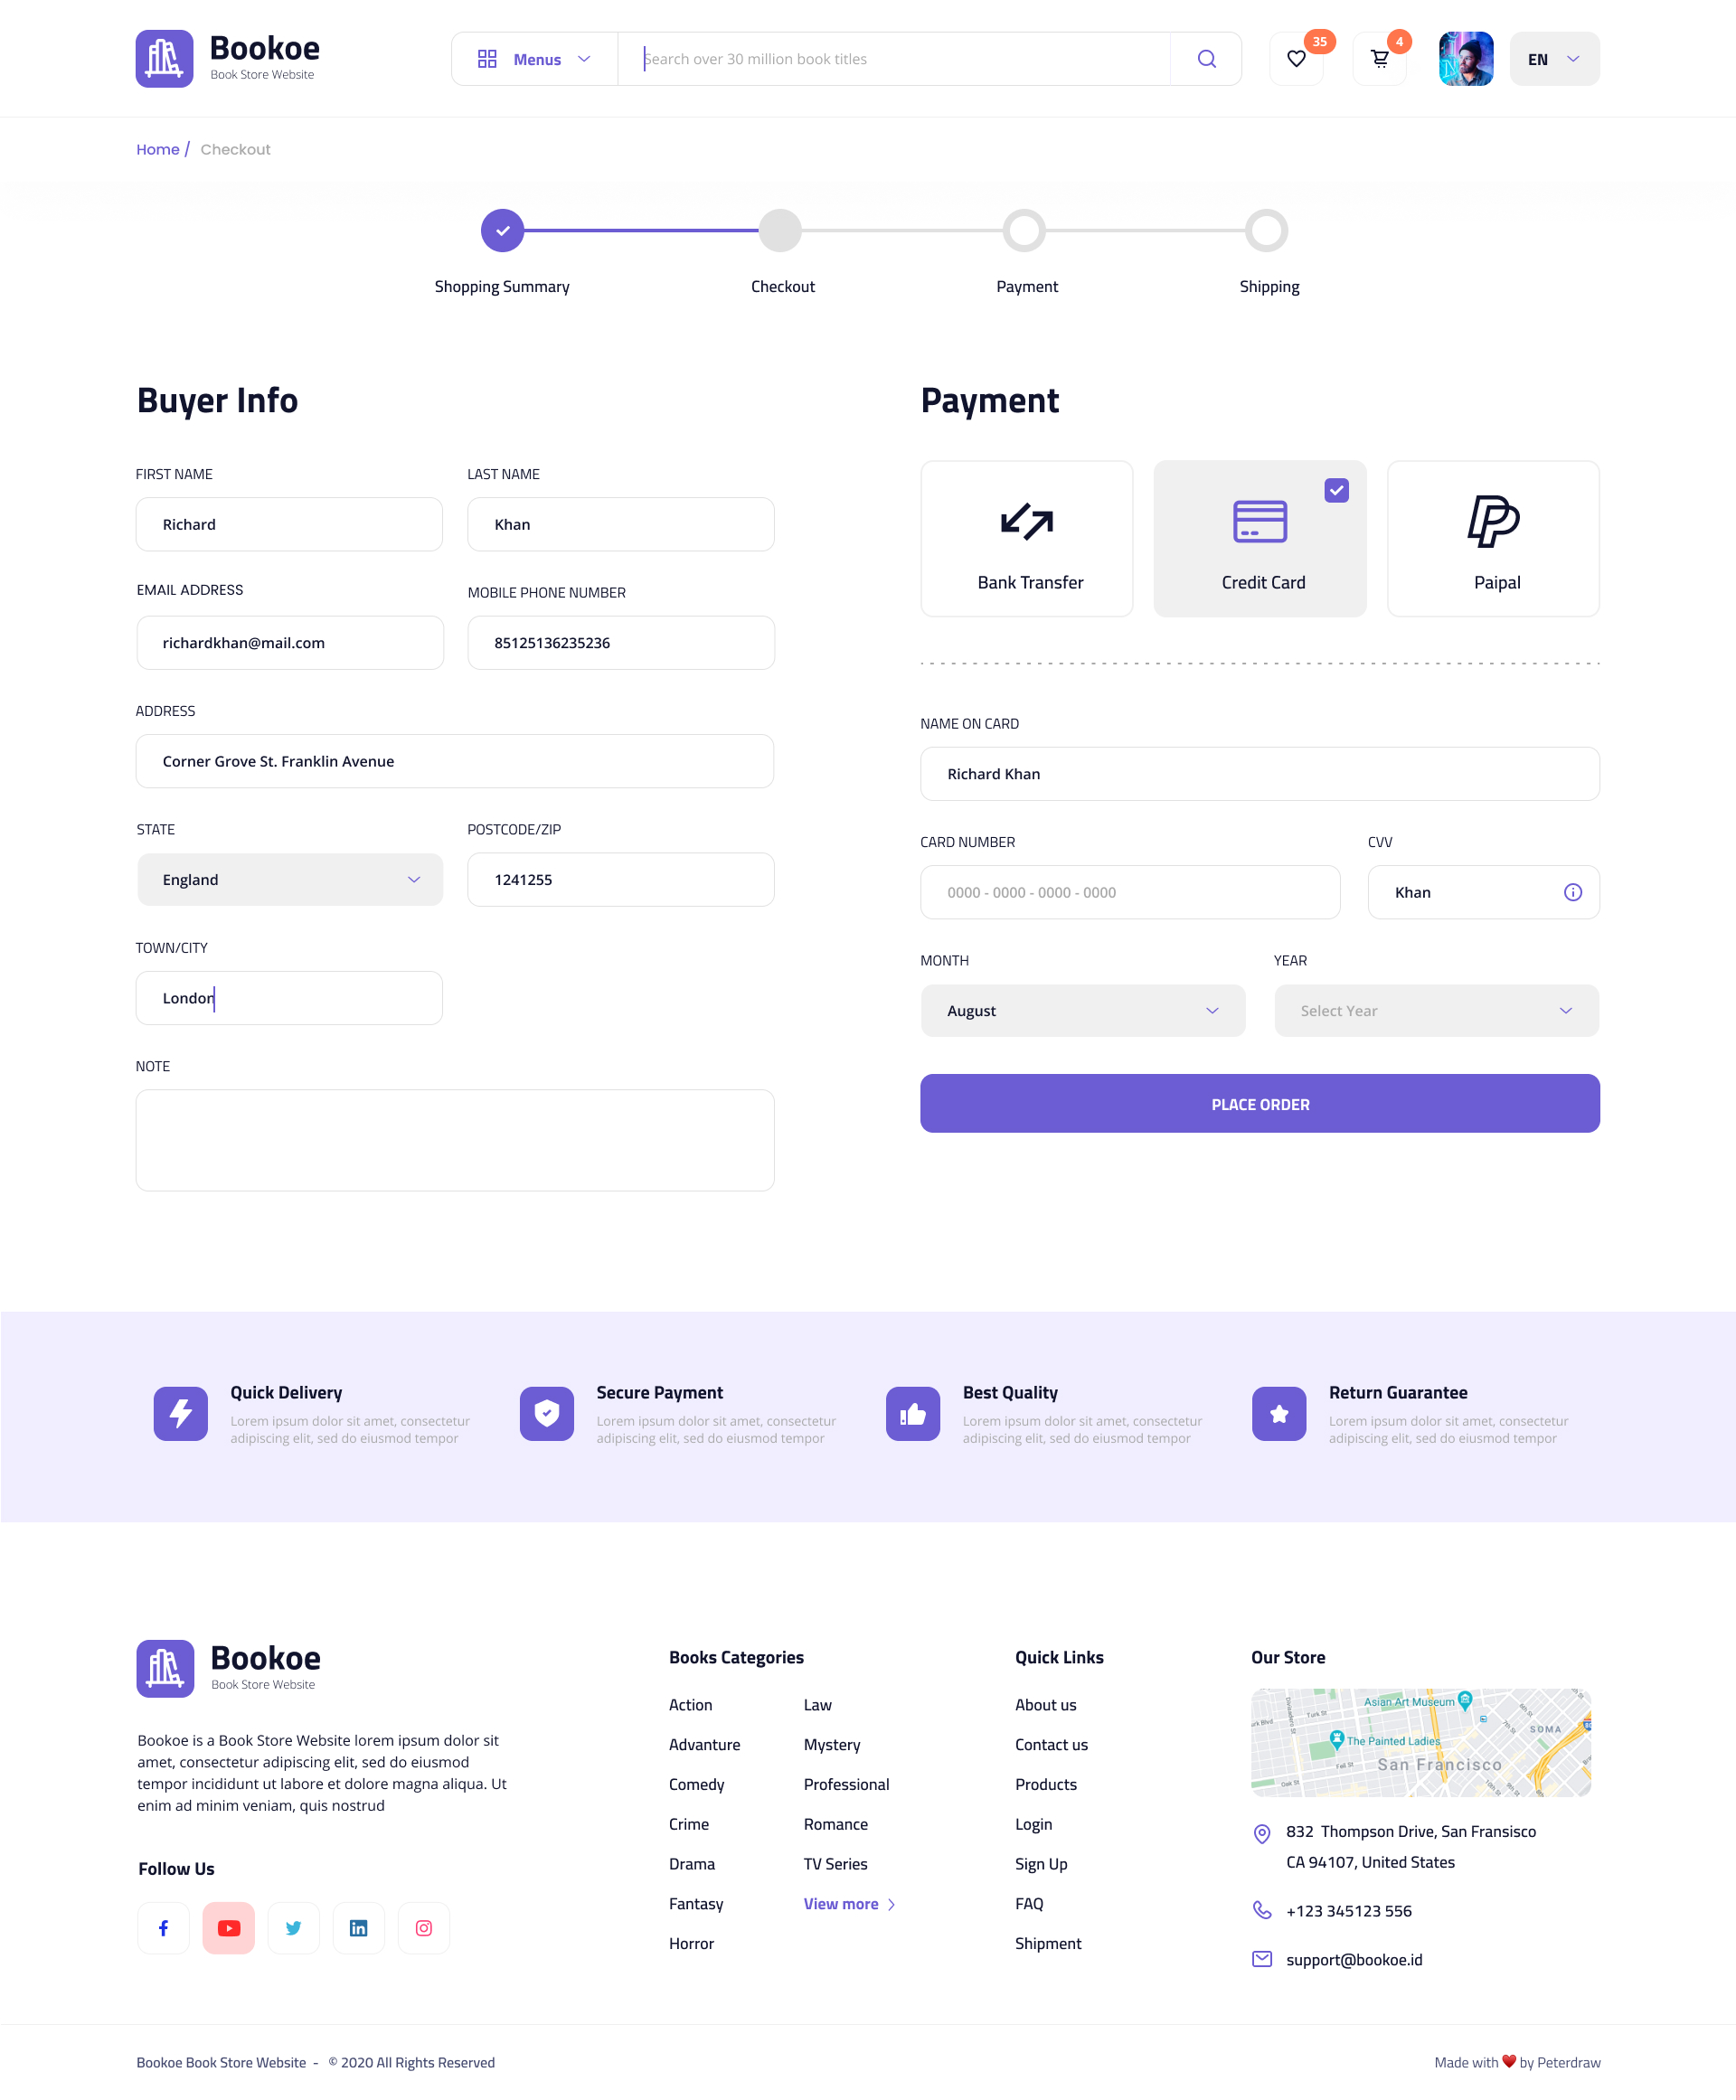 Bookoe
Book Store Website
Menus
Search over 30 million book titles
35
4
EN
Home / Checkout
Shopping Summary
Checkout
Payment
Shipping
Buyer Info
FIRST NAME
LAST NAME
Richard
Khan
EMAIL ADDRESS
MOBILE PHONE NUMBER
richardkhan@mail.com
85125136235236
ADDRESS
Corner Grove St. Franklin Avenue
STATE
POSTCODE/ZIP
England
1241255
TOWN/CITY
London
NOTE
Payment
Bank Transfer
Credit Card
Paipal
NAME ON CARD
Richard Khan
CARD NUMBER
CVV
0000 - 0000 - 0000 - 0000
Khan
MONTH
YEAR
August
Select Year
PLACE ORDER
Quick Delivery
Lorem ipsum dolor sit amet, consectetur
adipiscing elit, sed do eiusmod tempor
Secure Payment
Lorem ipsum dolor sit amet, consectetur
adipiscing elit, sed do eiusmod tempor
Best Quality
Lorem ipsum dolor sit amet, consectetur
adipiscing elit, sed do eiusmod tempor
Return Guarantee
Lorem ipsum dolor sit amet, consectetur
adipiscing elit, sed do eiusmod tempor
Bookoe
Book Store Website
Bookoe is a Book Store Website lorem ipsum dolor sit
amet, consectetur adipiscing elit, sed do eiusmod
tempor incididunt ut labore et dolore magna aliqua. Ut
enim ad minim veniam, quis nostrud
Follow Us
Books Categories
Action
Advanture
Comedy
Crime
Drama
Fantasy
Horror
Law
Mystery
Professional
Romance
TV Series
View more
Quick Links
About us
Contact us
Products
Login
Sign Up
FAQ
Shipment
Our Store
Asian Art Museum
Turk St
SOMA
The Painted Ladies
San Francisco
Fell St
Oak St
832 Thompson Drive, San Fransisco
CA 94107, United States
+123 345123 556
support@bookoe.id
Bookoe Book Store Website - © 2020 All Rights Reserved
Made with ❤ by Peterdraw